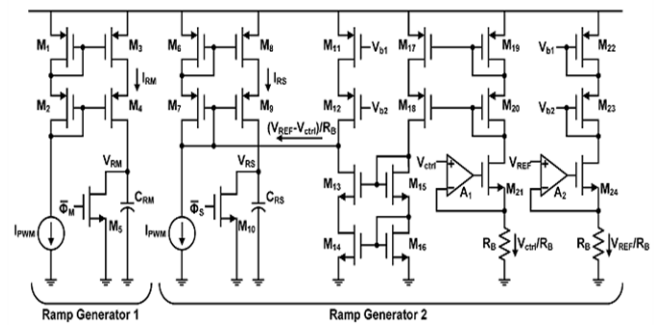 M1 M3 M6 M8 M11 Vb1 M17 M19 Vb1 M22
IRM IRS
M2 M4 M7 M9 M12 Vb2 M18 M20 Vb2 M23
(VREF-Vctrl)/RB
VRM VRS Vctrl + - A1 M21 VREF + - A2 M24
M13 M15
Φ̅M M5 CRM Φ̅S M10 CRS
IPWM IPWM M14 M16 RB Vctrl/RB RB VREF/RB
Ramp Generator 1 Ramp Generator 2